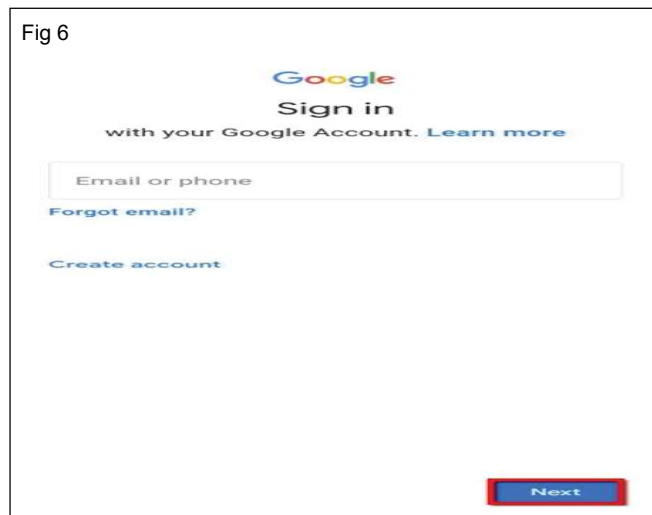 Fig 6
Google
Sign in
with your Google Account. Learn more
Email or phone
Forgot email?
Create account
Next